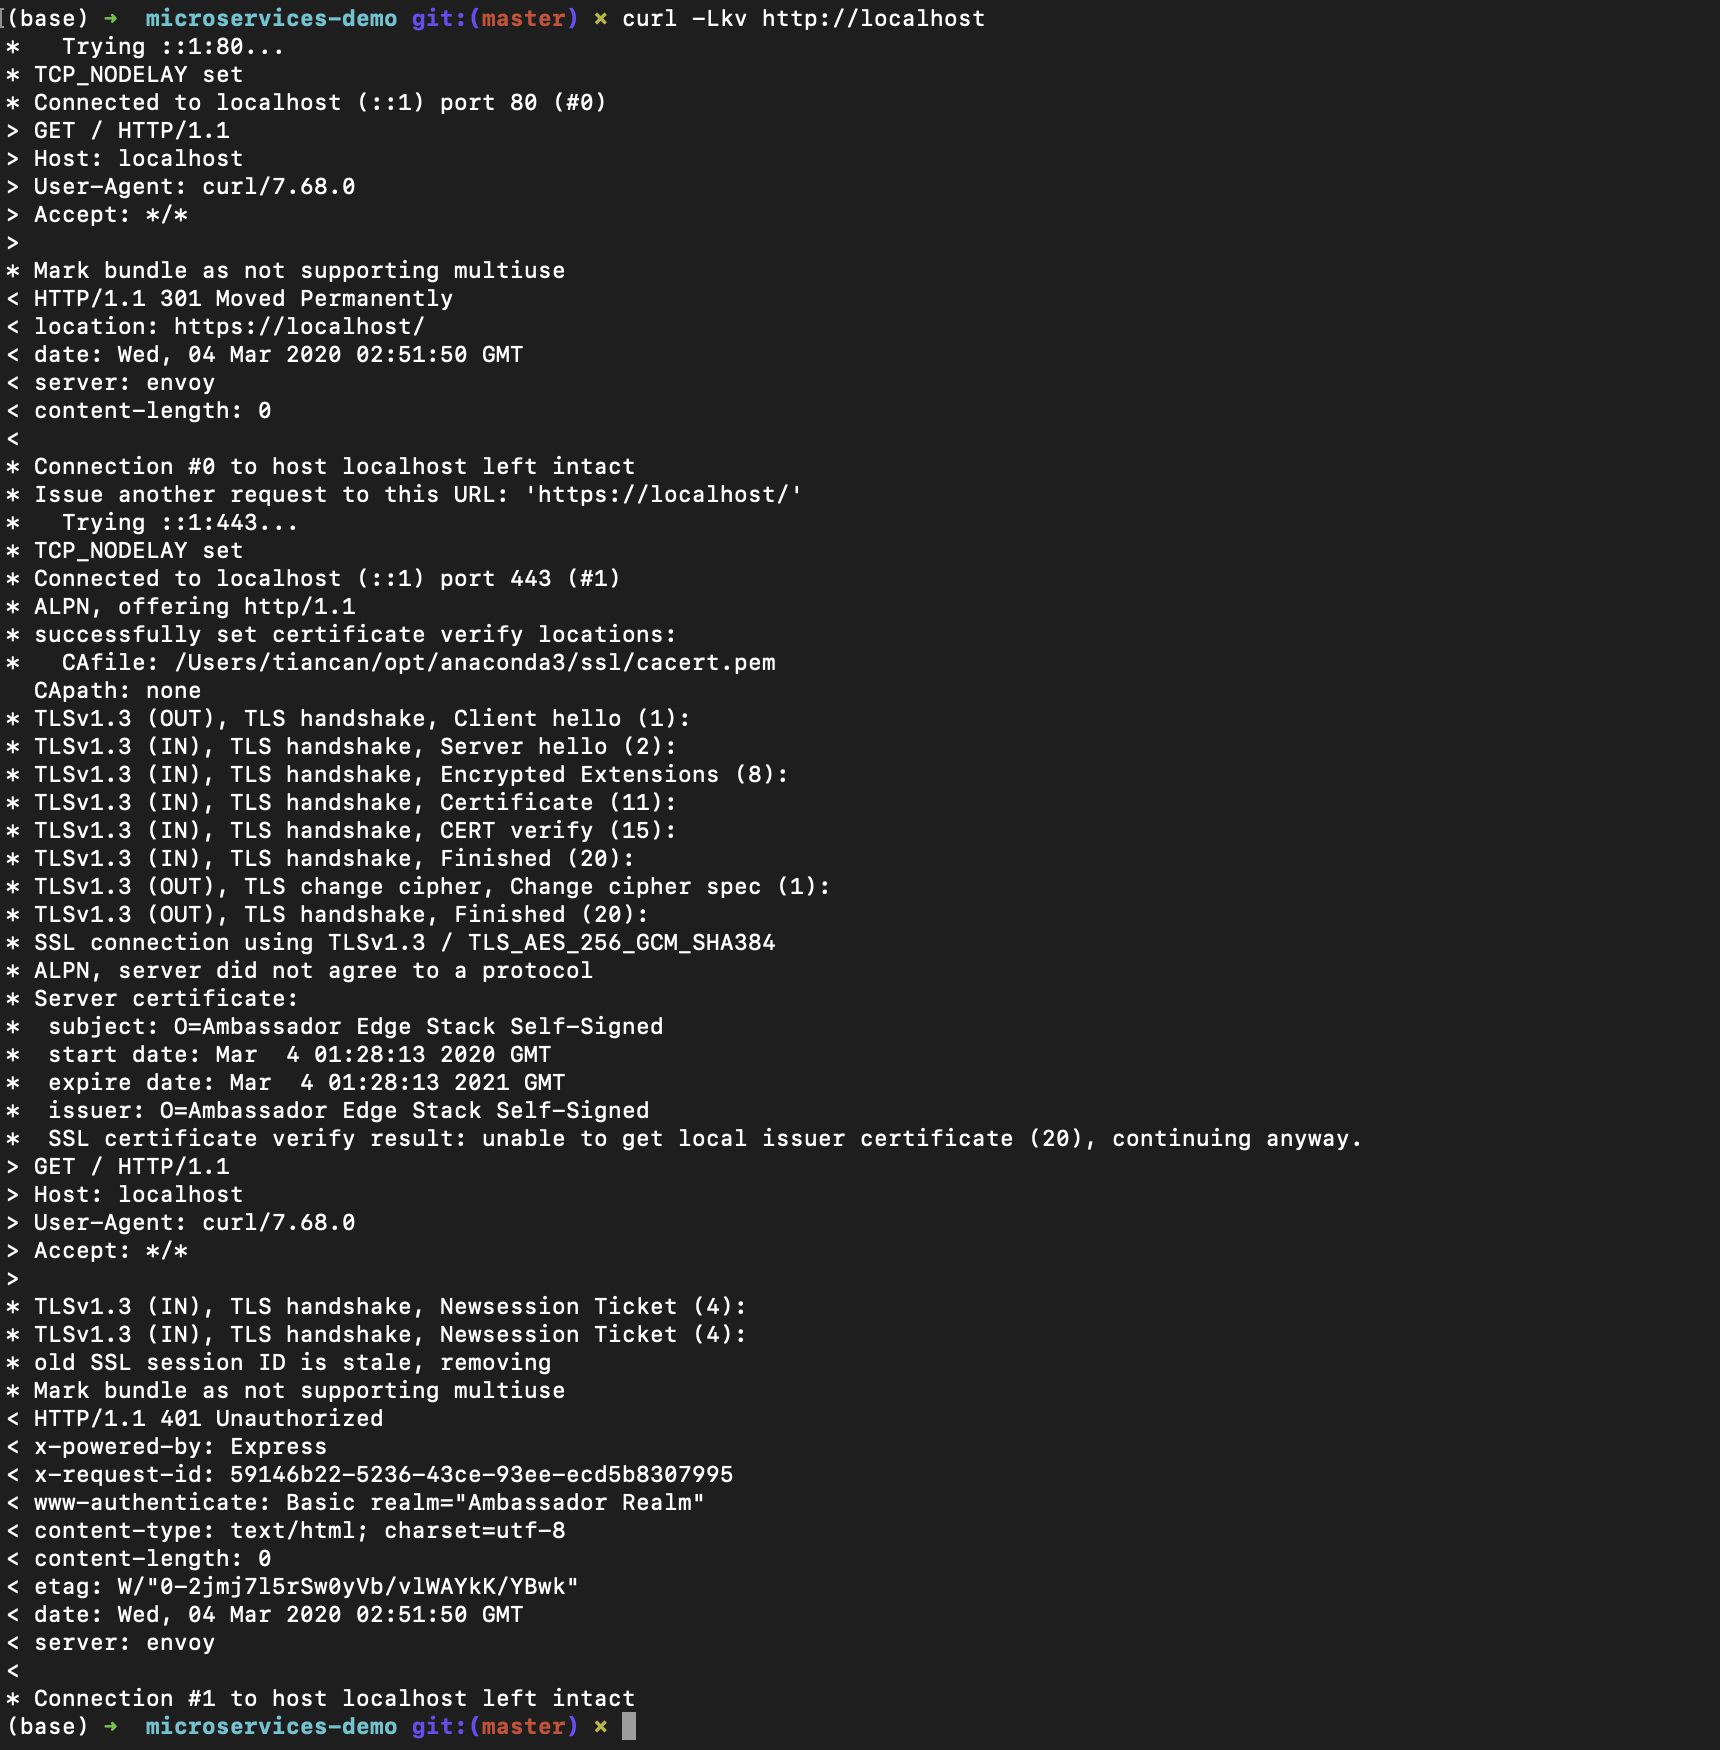 (base) ➜  microservices-demo git:(master) ✗ curl -Lkv http://localhost
*   Trying ::1:80...
* TCP_NODELAY set
* Connected to localhost (::1) port 80 (#0)
> GET / HTTP/1.1
> Host: localhost
> User-Agent: curl/7.68.0
> Accept: */*
>
* Mark bundle as not supporting multiuse
< HTTP/1.1 301 Moved Permanently
< location: https://localhost/
< date: Wed, 04 Mar 2020 02:51:50 GMT
< server: envoy
< content-length: 0
<
* Connection #0 to host localhost left intact
* Issue another request to this URL: 'https://localhost/'
*   Trying ::1:443...
* TCP_NODELAY set
* Connected to localhost (::1) port 443 (#1)
* ALPN, offering http/1.1
* successfully set certificate verify locations:
*   CAfile: /Users/tiancan/opt/anaconda3/ssl/cacert.pem
  CApath: none
* TLSv1.3 (OUT), TLS handshake, Client hello (1):
* TLSv1.3 (IN), TLS handshake, Server hello (2):
* TLSv1.3 (IN), TLS handshake, Encrypted Extensions (8):
* TLSv1.3 (IN), TLS handshake, Certificate (11):
* TLSv1.3 (IN), TLS handshake, CERT verify (15):
* TLSv1.3 (IN), TLS handshake, Finished (20):
* TLSv1.3 (OUT), TLS change cipher, Change cipher spec (1):
* TLSv1.3 (OUT), TLS handshake, Finished (20):
* SSL connection using TLSv1.3 / TLS_AES_256_GCM_SHA384
* ALPN, server did not agree to a protocol
* Server certificate:
*  subject: O=Ambassador Edge Stack Self-Signed
*  start date: Mar  4 01:28:13 2020 GMT
*  expire date: Mar  4 01:28:13 2021 GMT
*  issuer: O=Ambassador Edge Stack Self-Signed
*  SSL certificate verify result: unable to get local issuer certificate (20), continuing anyway.
> GET / HTTP/1.1
> Host: localhost
> User-Agent: curl/7.68.0
> Accept: */*
>
* TLSv1.3 (IN), TLS handshake, Newsession Ticket (4):
* TLSv1.3 (IN), TLS handshake, Newsession Ticket (4):
* old SSL session ID is stale, removing
* Mark bundle as not supporting multiuse
< HTTP/1.1 401 Unauthorized
< x-powered-by: Express
< x-request-id: 59146b22-5236-43ce-93ee-ecd5b8307995
< www-authenticate: Basic realm="Ambassador Realm"
< content-type: text/html; charset=utf-8
< content-length: 0
< etag: W/"0-2jmj7l5rSw0yVb/vlWAYkK/YBwk"
< date: Wed, 04 Mar 2020 02:51:50 GMT
< server: envoy
<
* Connection #1 to host localhost left intact
(base) ➜  microservices-demo git:(master) ✗